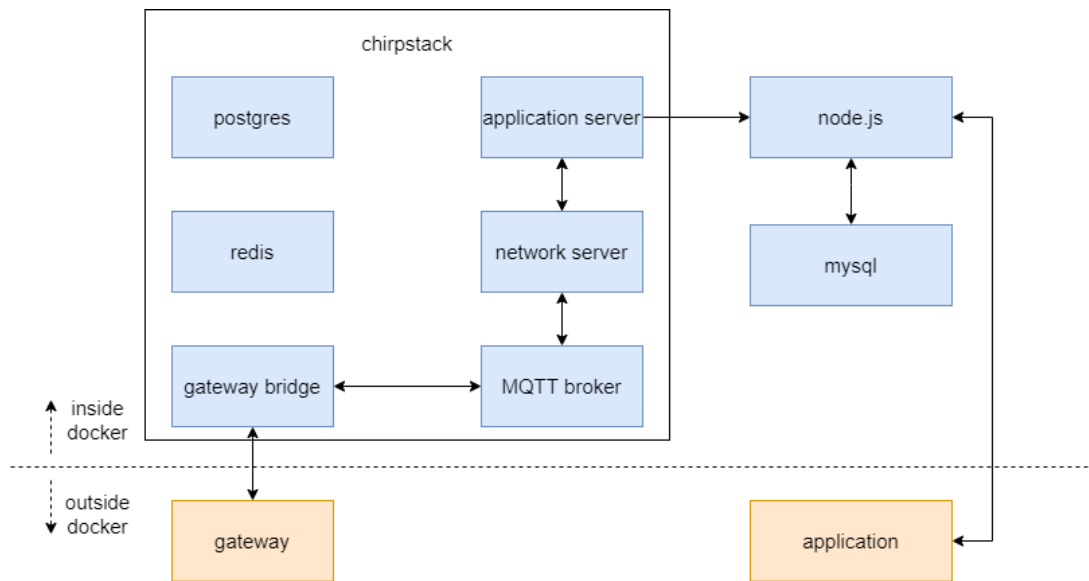 chirpstack
postgres
application server
node.js
redis
network server
mysql
gateway bridge
MQTT broker
inside
docker
outside
docker
gateway
application